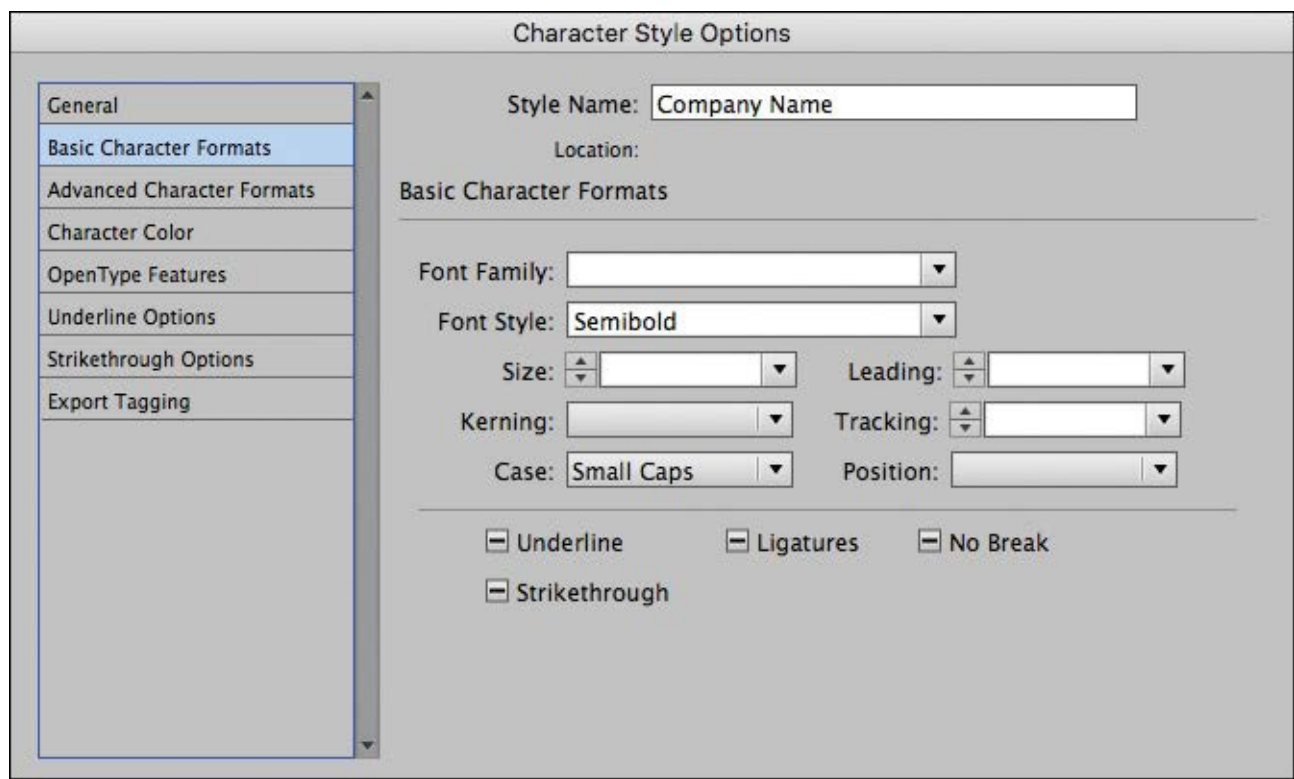 Character Style Options
General
Basic Character Formats
Advanced Character Formats
Character Color
OpenType Features
Underline Options
Strikethrough Options
Export Tagging
Style Name: Company Name
Location:
Basic Character Formats
Font Family:
Font Style: Semibold
Size: Leading:
Kerning: Tracking:
Case: Small Caps Position:
Underline Ligatures No Break
Strikethrough